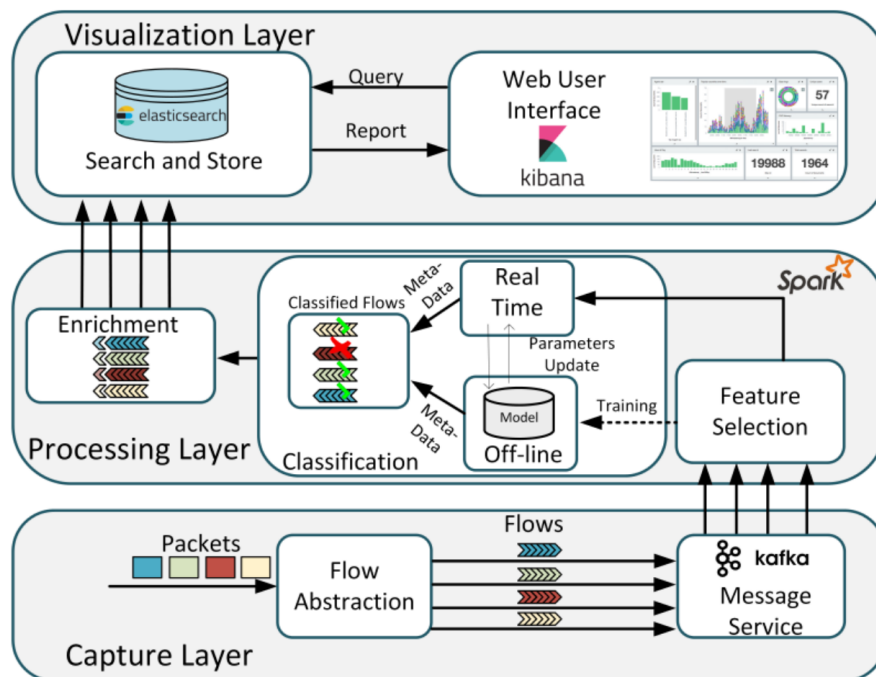 Visualization Layer
elasticsearch
Search and Store
Query
Report
Web User
Interface
kibana
57
19988
1964
Spark
Enrichment
Classified Flows
Meta-
Data
Real
Time
Parameters
Update
Meta-
Data
Model
Off-line
Training
Feature
Selection
Classification
Processing Layer
Packets
Flow
Abstraction
Flows
kafka
Message
Service
Capture Layer